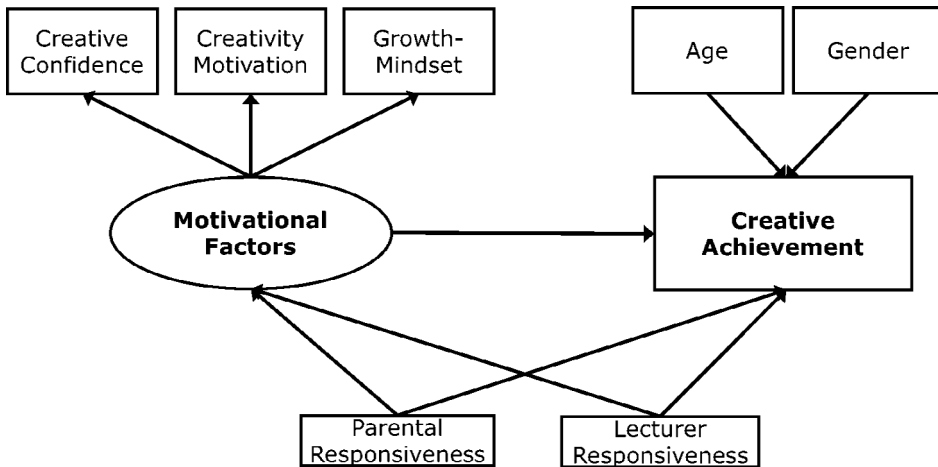 Creative
Confidence
Creativity
Motivation
Growth-
Mindset
Age
Gender
Motivational
Factors
Creative
Achievement
Parental
Responsiveness
Lecturer
Responsiveness